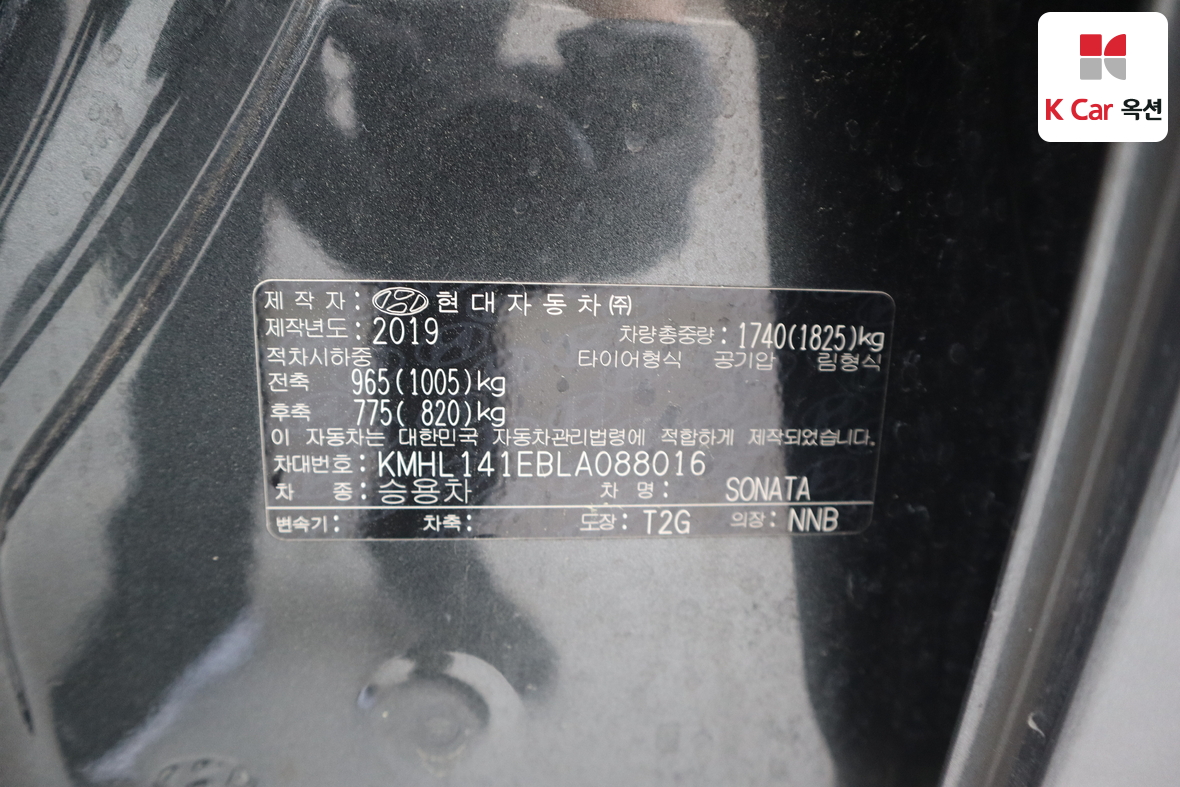 K Car 옥션
제 작 자 : 현 대 자 동 차 ㈜
제작년도 : 2019 차량총중량 : 1740(1825)kg
적차시하중 타이어형식 공기압 림형식
전축 965(1005)kg
후축 775( 820)kg
이 자동차는 대한민국 자동차관리법령에 적합하게 제작되었습니다.
차대번호 : KMHL141EBLA088016
차 종 : 승용차 차 명 : SONATA
변속기 : 차축 : 도장 : T2G 의장 : NNB